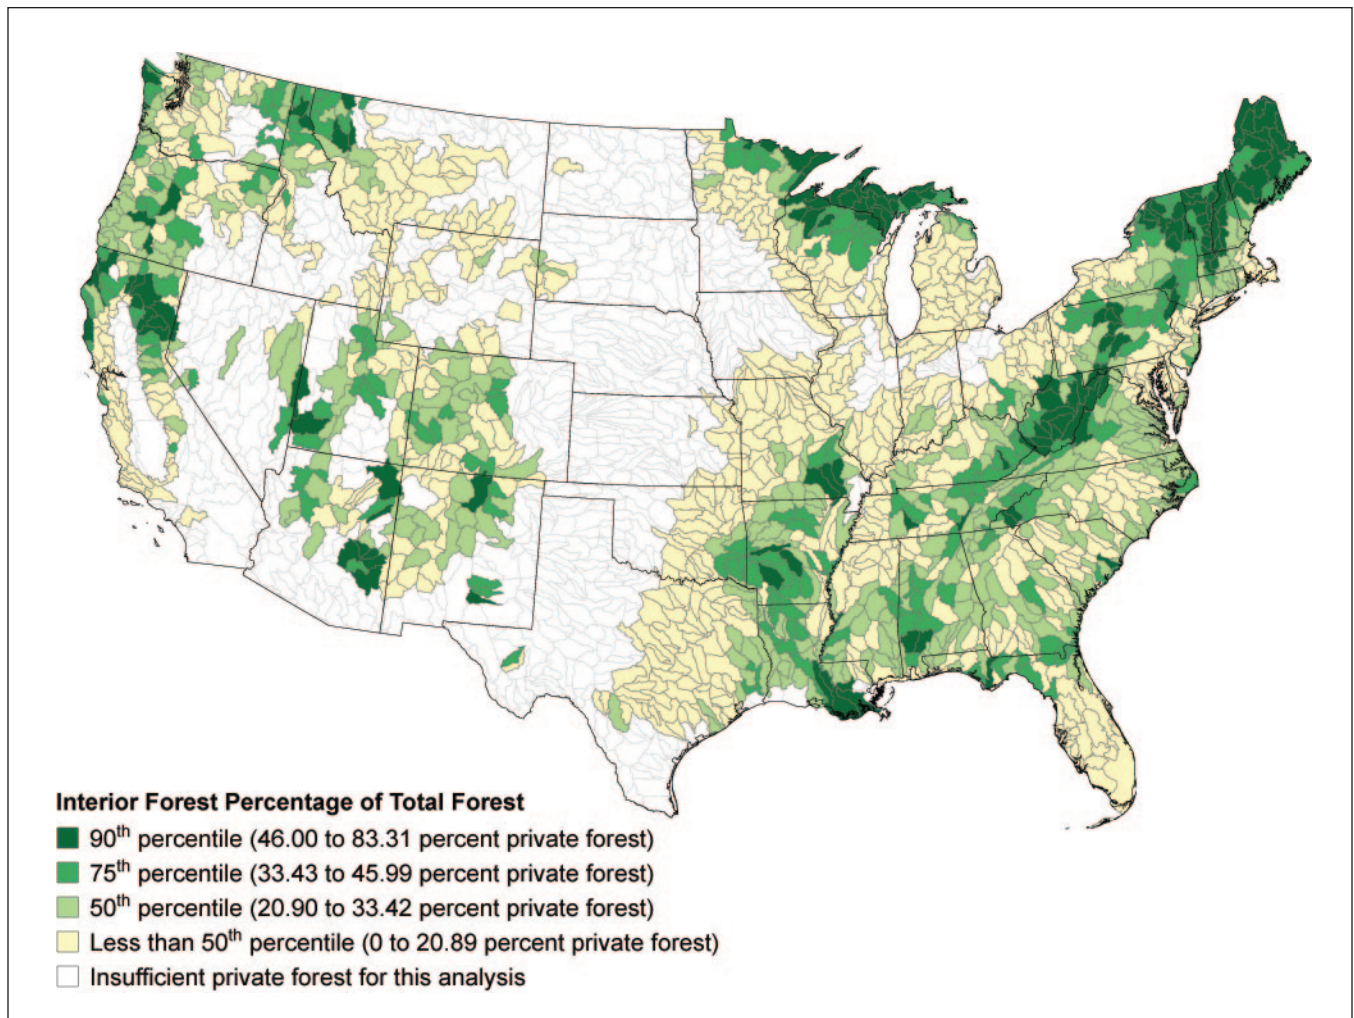 Interior Forest Percentage of Total Forest
90th percentile (46.00 to 83.31 percent private forest)
75th percentile (33.43 to 45.99 percent private forest)
50th percentile (20.90 to 33.42 percent private forest)
Less than 50th percentile (0 to 20.89 percent private forest)
Insufficient private forest for this analysis